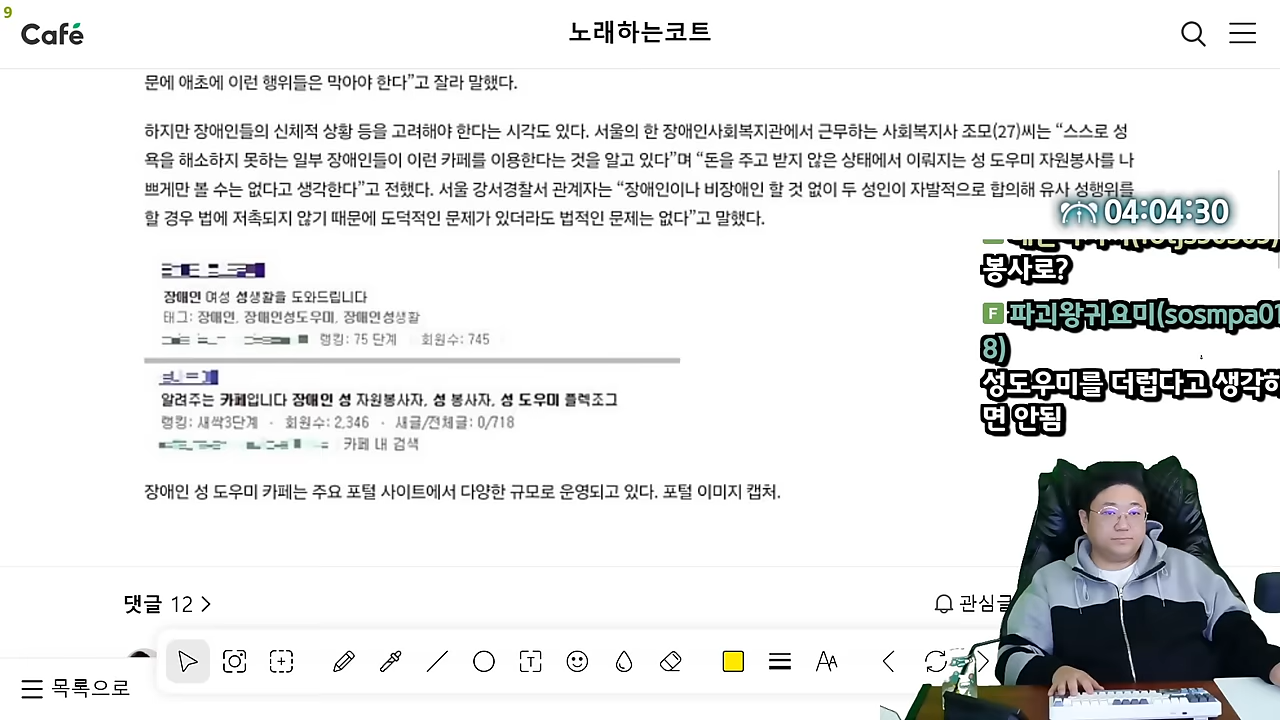 9
Café
노래하는코트
문에 애초에 이런 행위들은 막아야 한다”고 잘라 말했다.
하지만 장애인들의 신체적 상황 등을 고려해야 한다는 시각도 있다. 서울의 한 장애인사회복지관에서 근무하는 사회복지사 조모(27)씨는 “스스로 성
욕을 해소하지 못하는 일부 장애인들이 이런 카페를 이용한다는 것을 알고 있다”며 “돈을 주고 받지 않은 상태에서 이뤄지는 성 도우미 자원봉사를 나
쁘게만 볼 수는 없다고 생각한다”고 전했다. 서울 강서경찰서 관계자는 “장애인이나 비장애인 할 것 없이 두 성인이 자발적으로 합의해 유사 성행위를
할 경우 법에 저촉되지 않기 때문에 도덕적인 문제가 있더라도 법적인 문제는 없다”고 말했다.
04:04:30
봉사로?
F 파괴왕귀요미(sosmpa01
8)
성도우미를 더럽다고 생각하
면 안됨
장애인 여성 성생활을 도와드립니다
태그: 장애인, 장애인성도우미, 장애인성생활
랭킹: 75 단계 회원수: 745
알려주는 카페입니다 장애인 성 자원봉사자, 성 봉사자, 성 도우미 플렉조그
랭킹: 새싹3단계 · 회원수: 2,346 · 새글/전체글: 0/718
카페 내 검색
장애인 성 도우미 카페는 주요 포털 사이트에서 다양한 규모로 운영되고 있다. 포털 이미지 캡처.
댓글 12
관심글
목록으로